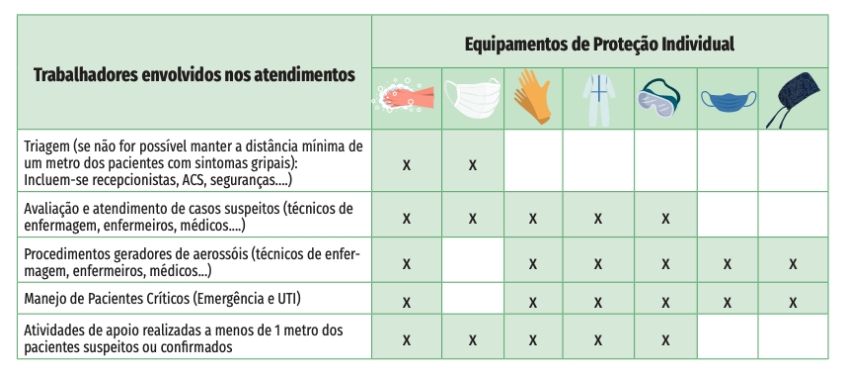 Trabalhadores envolvidos nos atendimentos
Equipamentos de Proteção Individual
Triagem (se não for possível manter a distância mínima de
um metro dos pacientes com sintomas gripais):
Incluem-se recepcionistas, ACS, seguranças....)
X X
Avaliação e atendimento de casos suspeitos (técnicos de
enfermagem, enfermeiros, médicos....)
X X X X X
Procedimentos geradores de aerossóis (técnicos de enfer-
magem, enfermeiros, médicos...)
X X X X X X
Manejo de Pacientes Críticos (Emergência e UTI)
X X X X X X
Atividades de apoio realizadas a menos de 1 metro dos
pacientes suspeitos ou confirmados
X X X X X